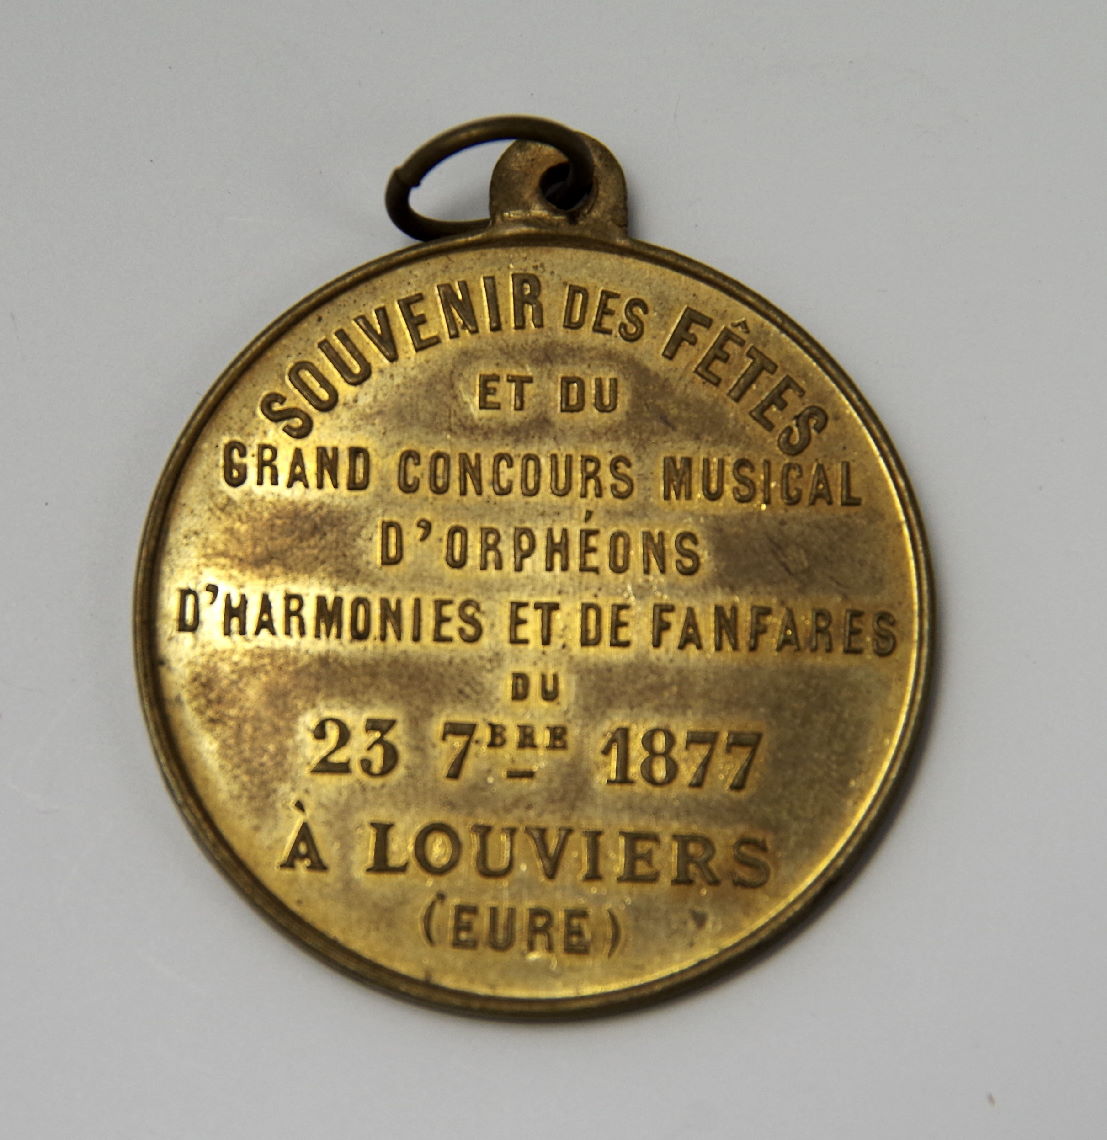 SOUVENIR DES FÊTES
ET DU
GRAND CONCOURS MUSICAL
D'ORPHÉONS
D'HARMONIES ET DE FANFARES
DU
23 7BRE 1877
À LOUVIERS
(EURE)